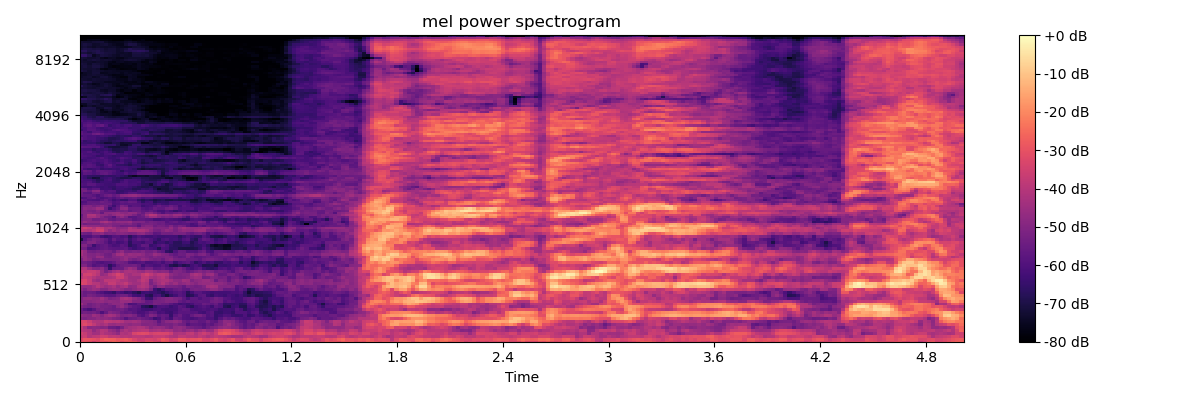 mel power spectrogram
8192
4096
2048
1024
512
0
Hz
0 0.6 1.2 1.8 2.4 3 3.6 4.2 4.8
Time
+0 dB
-10 dB
-20 dB
-30 dB
-40 dB
-50 dB
-60 dB
-70 dB
-80 dB